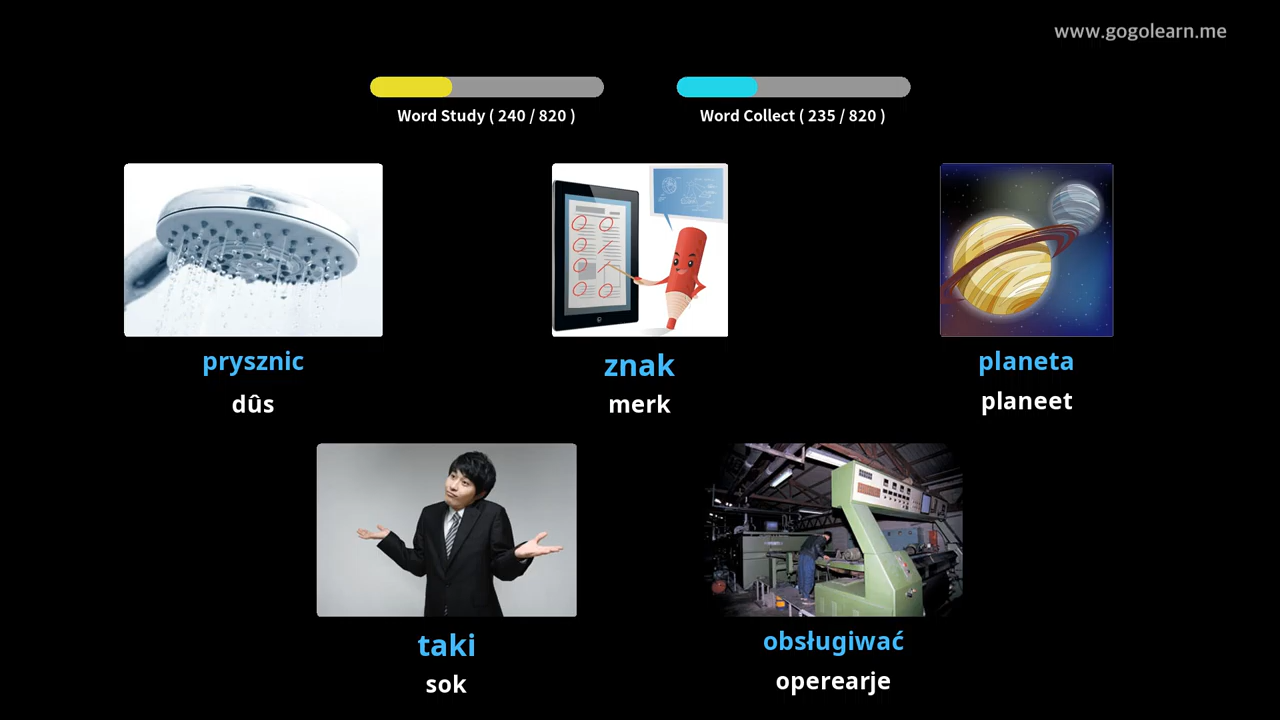 www.gogolearn.me
Word Study ( 240 / 820 )
Word Collect ( 235 / 820 )
prysznic
dûs
znak
merk
planeta
planeet
taki
sok
obsługiwać
operearje